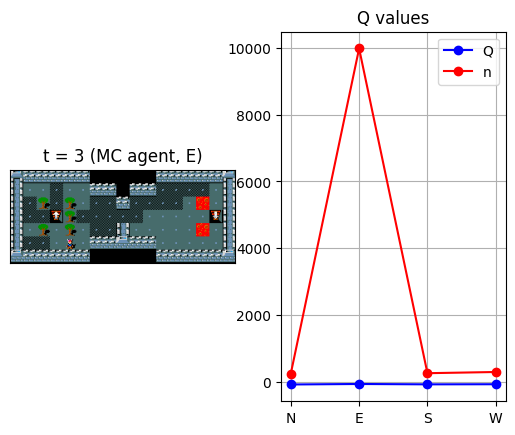 Q values
t = 3 (MC agent, E)
Q
n
10000
8000
6000
4000
2000
0
N E S W